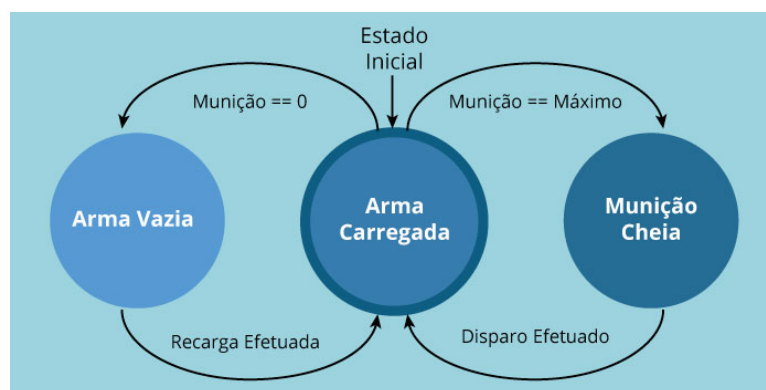 Estado
Inicial
Munição == 0
Munição == Máximo
Arma Vazia
Arma
Carregada
Munição
Cheia
Recarga Efetuada
Disparo Efetuado